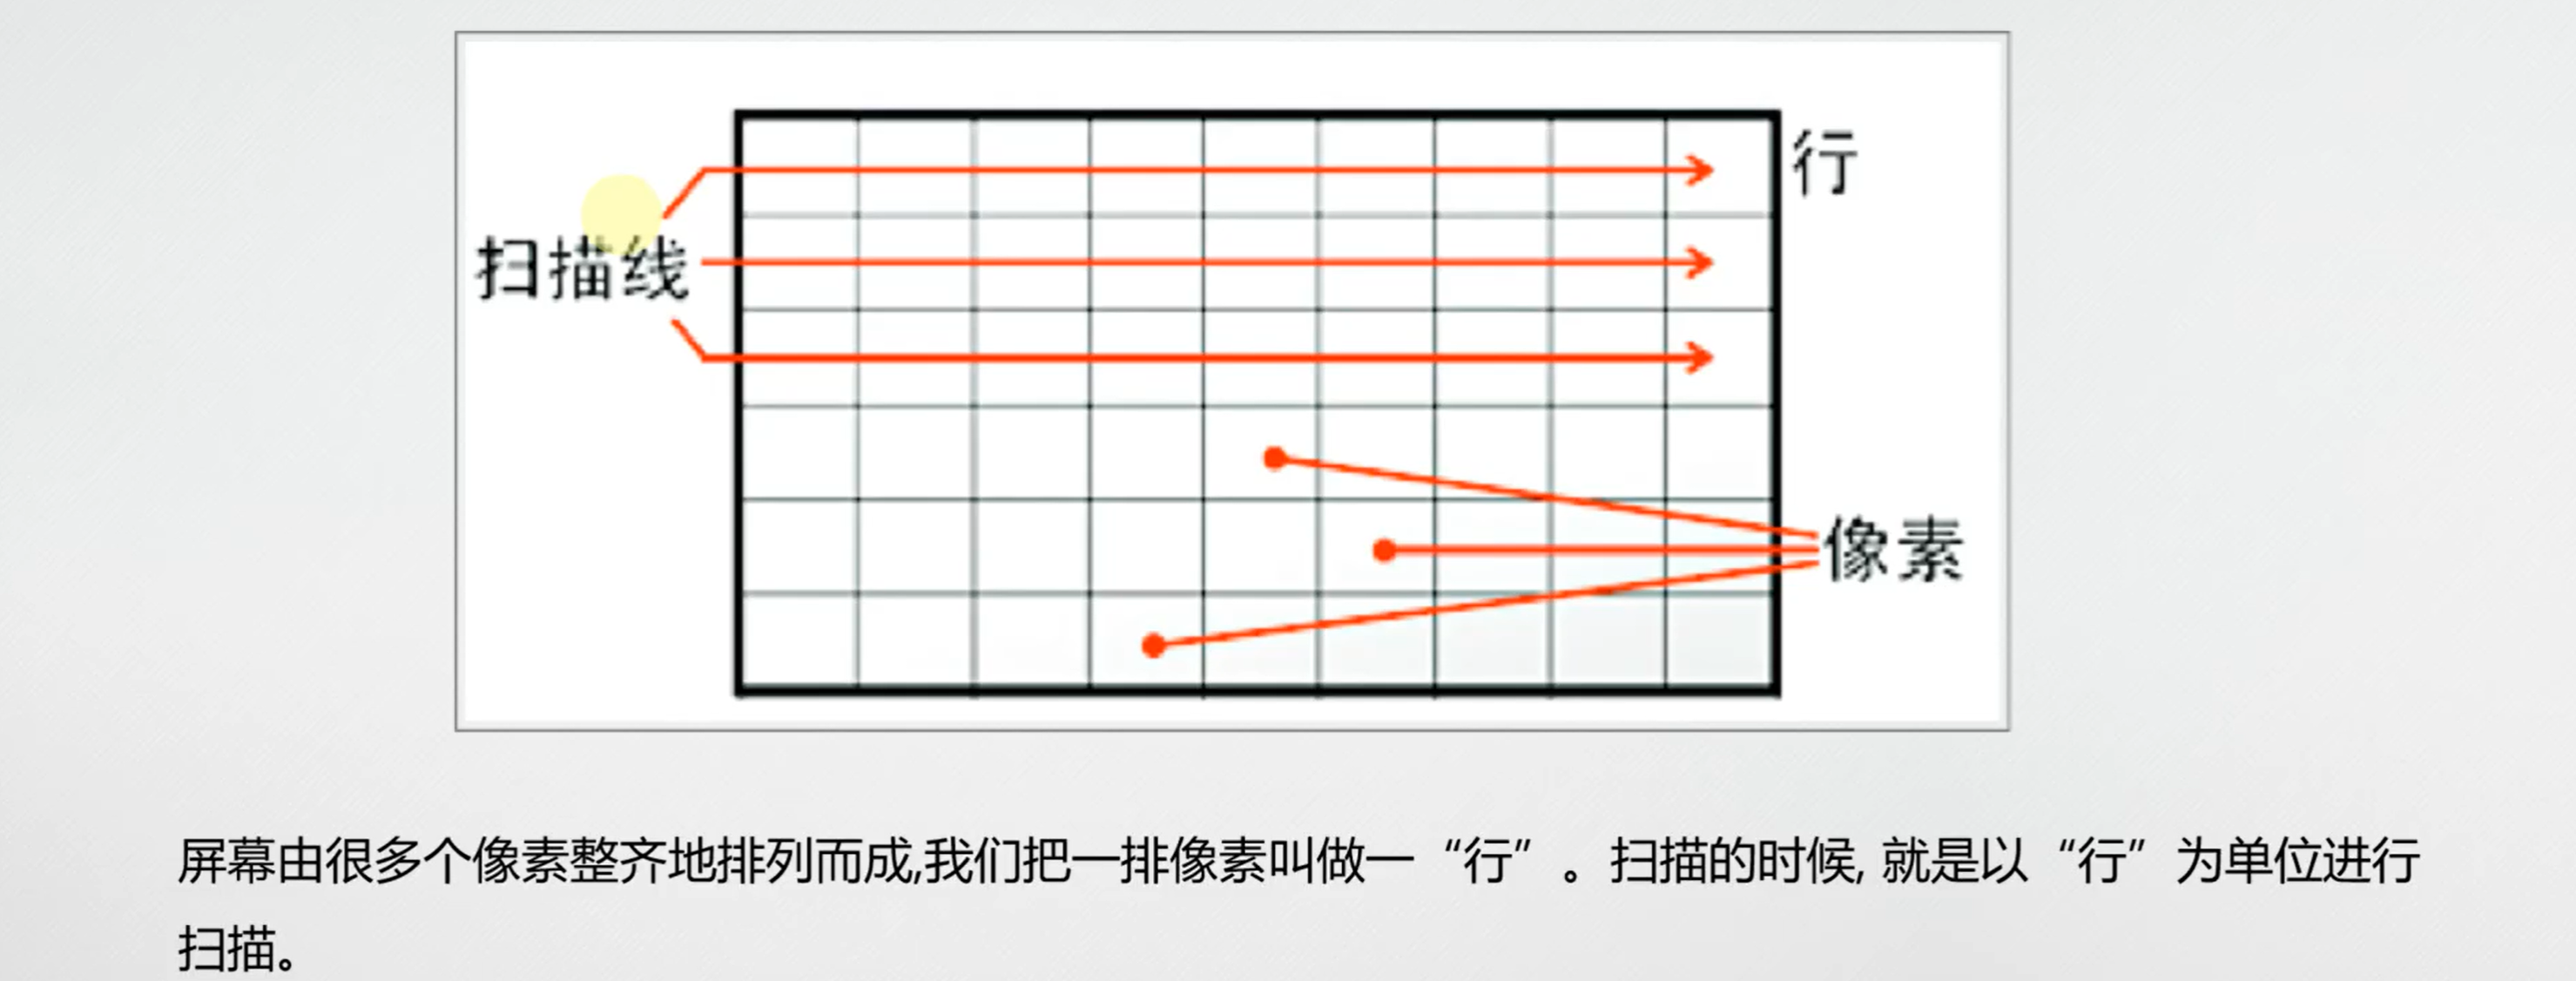 行
扫描线
像素
屏幕由很多个像素整齐地排列而成,我们把一排像素叫做一“行”。扫描的时候, 就是以“行”为单位进行
扫描。